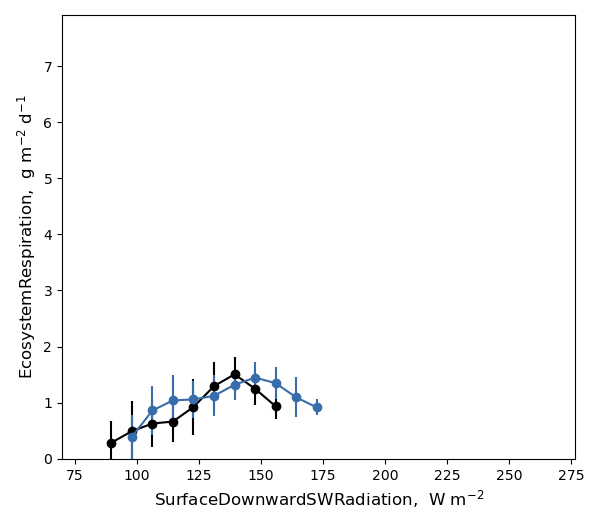 EcosystemRespiration, g m⁻² d⁻¹
7
6
5
4
3
2
1
0
75 100 125 150 175 200 225 250 275
SurfaceDownwardSWRadiation, W m⁻²